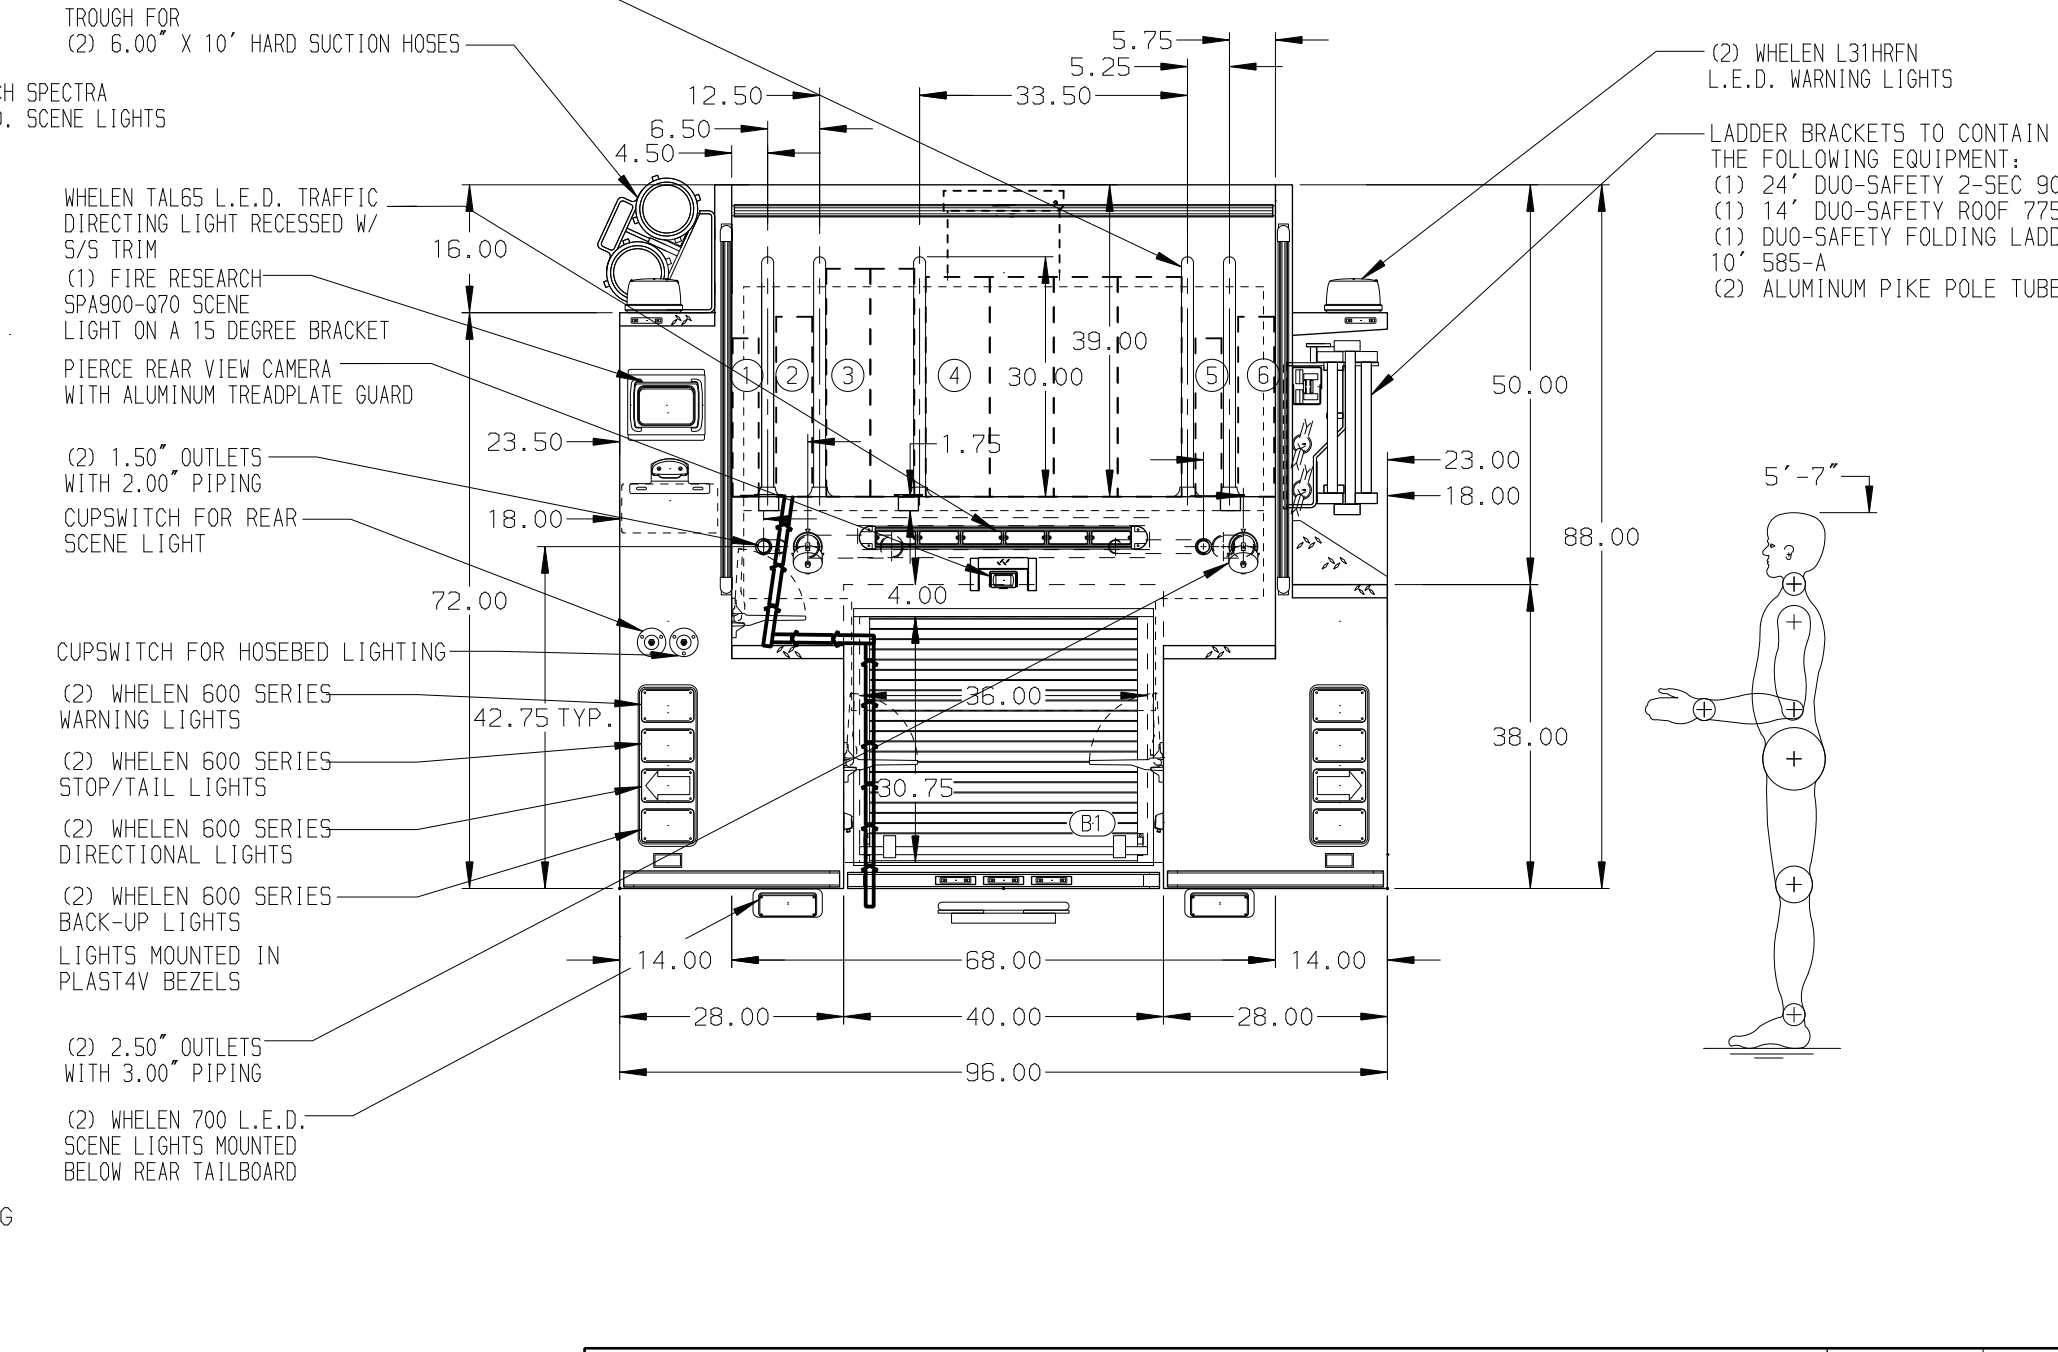 TROUGH FOR
(2) 6.00" X 10' HARD SUCTION HOSES
SPECTRA
SCENE LIGHTS
WHELEN TAL65 L.E.D. TRAFFIC
DIRECTING LIGHT RECESSED W/
S/S TRIM
(1) FIRE RESEARCH
SPA900-Q70 SCENE
LIGHT ON A 15 DEGREE BRACKET
PIERCE REAR VIEW CAMERA
WITH ALUMINUM TREADPLATE GUARD
(2) 1.50" OUTLETS
WITH 2.00" PIPING
CUPSWITCH FOR REAR
SCENE LIGHT
CUPSWITCH FOR HOSEBED LIGHTING
(2) WHELEN 600 SERIES
WARNING LIGHTS
(2) WHELEN 600 SERIES
STOP/TAIL LIGHTS
(2) WHELEN 600 SERIES
DIRECTIONAL LIGHTS
(2) WHELEN 600 SERIES
BACK-UP LIGHTS
LIGHTS MOUNTED IN
PLAST4V BEZELS
(2) 2.50" OUTLETS
WITH 3.00" PIPING
(2) WHELEN 700 L.E.D.
SCENE LIGHTS MOUNTED
BELOW REAR TAILBOARD
5.75
5.25
12.50
33.50
6.50
4.50
16.00
39.00
1 2 3 4 30.00 5 6
50.00
23.50
1.75
23.00
18.00
18.00
88.00
4.00
72.00
36.00
42.75 TYP.
38.00
30.75
B1
14.00 68.00 14.00
28.00 40.00 28.00
96.00
(2) WHELEN L31HRFN
L.E.D. WARNING LIGHTS
LADDER BRACKETS TO CONTAIN
THE FOLLOWING EQUIPMENT:
(1) 24' DUO-SAFETY 2-SEC
(1) 14' DUO-SAFETY ROOF
(1) DUO-SAFETY FOLDING
10' 585-A
(2) ALUMINUM PIKE POLE
5'-7"